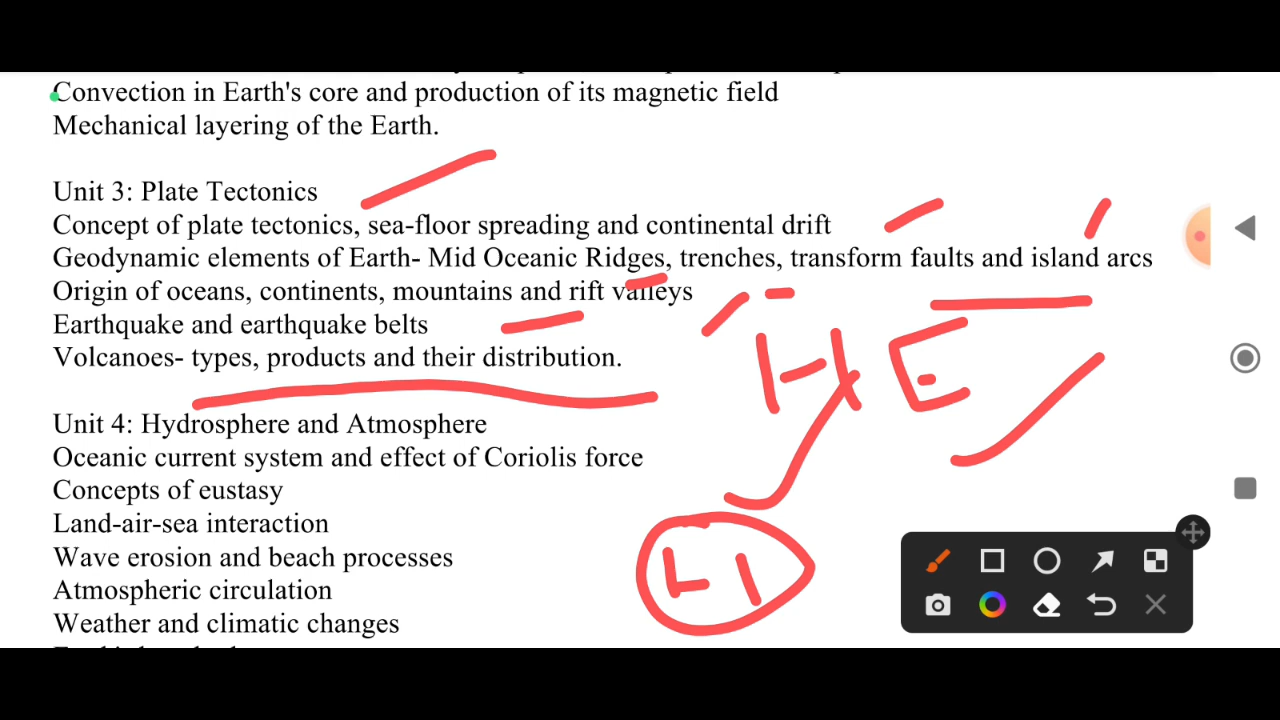 Convection in Earth's core and production of its magnetic field
Mechanical layering of the Earth.
Unit 3: Plate Tectonics
Concept of plate tectonics, sea-floor spreading and continental drift
Geodynamic elements of Earth- Mid Oceanic Ridges, trenches, transform faults and island arcs
Origin of oceans, continents, mountains and rift valleys
Earthquake and earthquake belts
Volcanoes- types, products and their distribution.
HE
Unit 4: Hydrosphere and Atmosphere
Oceanic current system and effect of Coriolis force
Concepts of eustasy
Land-air-sea interaction
Wave erosion and beach processes
Atmospheric circulation
Weather and climatic changes